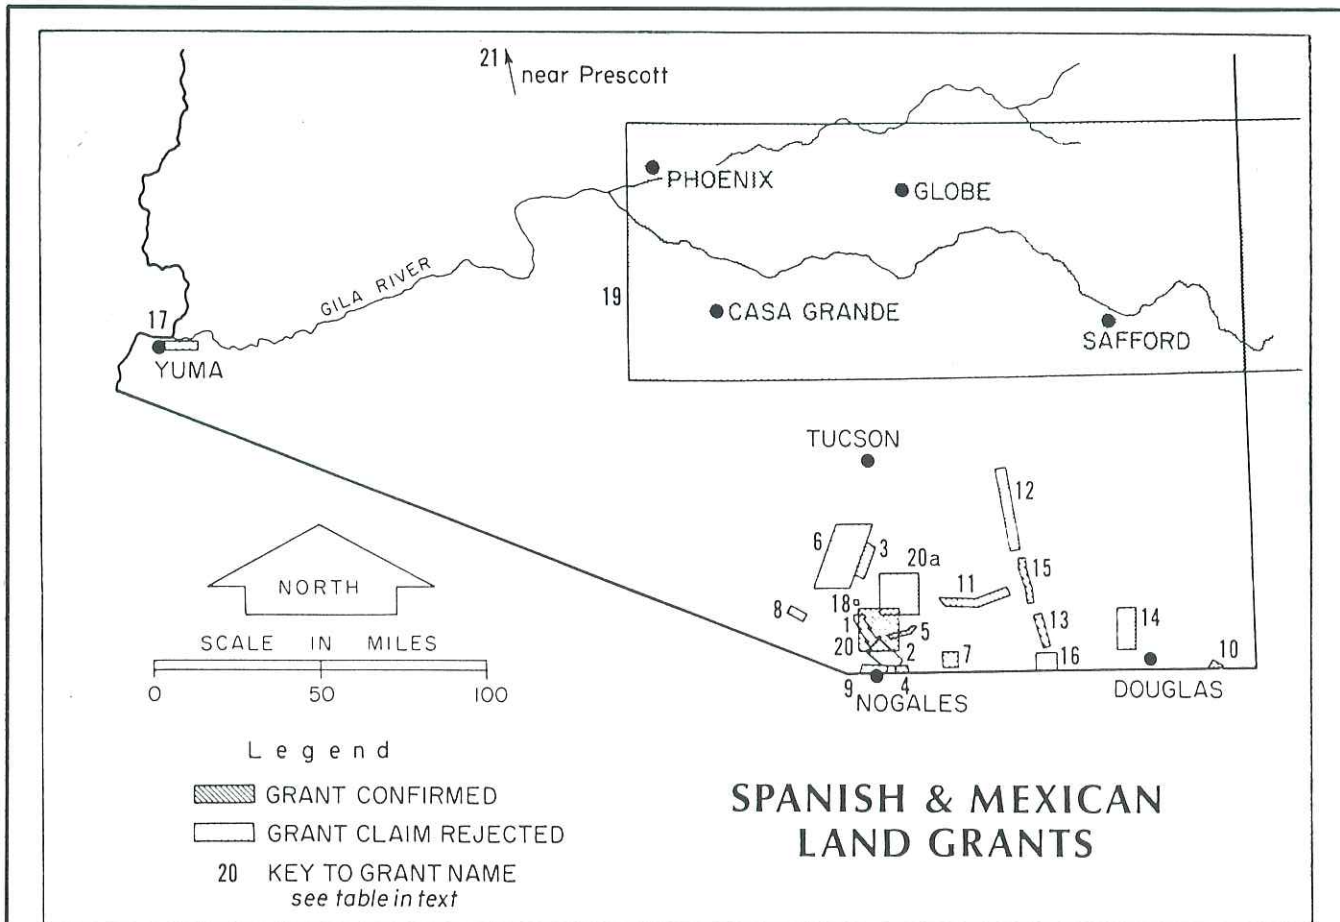 21
near Prescott
PHOENIX
GLOBE
GILA RIVER
19
CASA GRANDE
SAFFORD
17
YUMA
TUCSON
12
6
3
20a
15
11
8
18
1
5
13
14
20
2
7
16
10
9
4
NOGALES
DOUGLAS
NORTH
SCALE IN MILES
0 50 100
Legend
GRANT CONFIRMED
GRANT CLAIM REJECTED
20 KEY TO GRANT NAME
see table in text
SPANISH & MEXICAN
LAND GRANTS